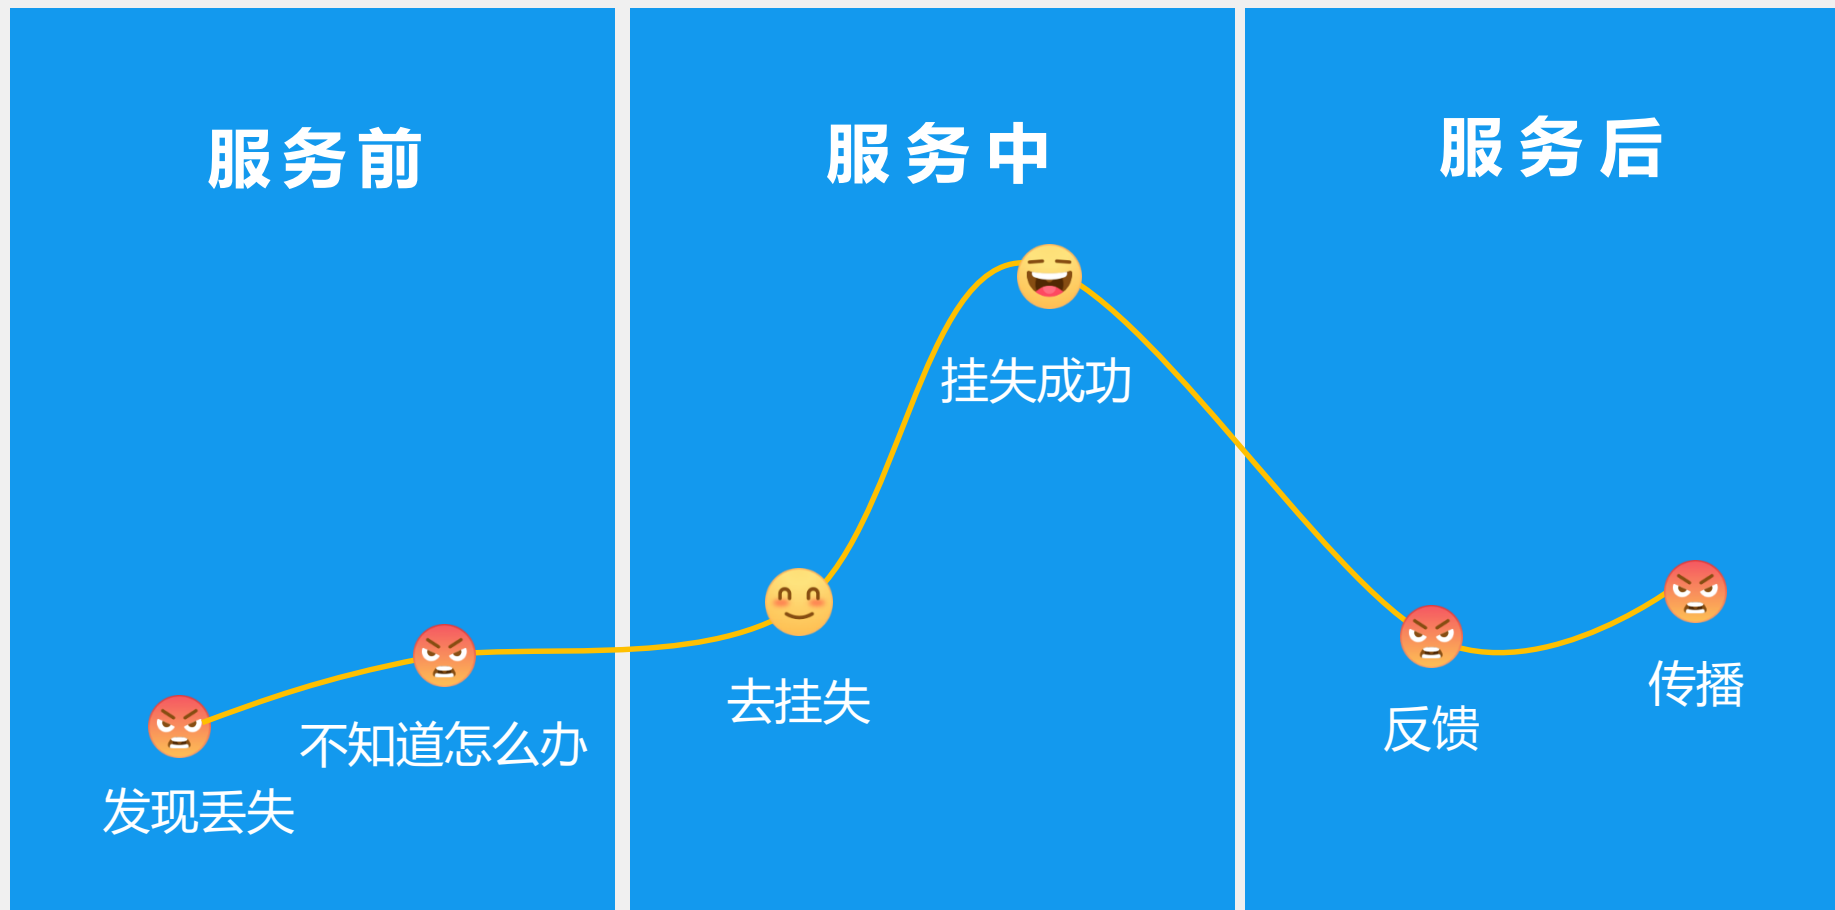 服务前
服务中
服务后
挂失成功
去挂失
不知道怎么办
发现丢失
反馈
传播